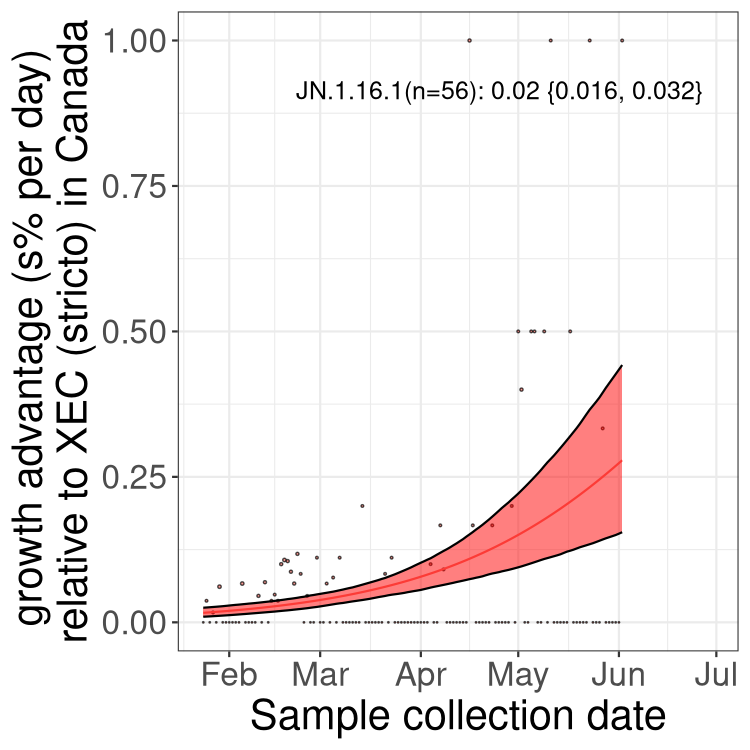 growth advantage (s% per day)
relative to XEC (stricto) in Canada
1.00
0.75
0.50
0.25
0.00
JN.1.16.1(n=56): 0.02 {0.016, 0.032}
Feb Mar Apr May Jun Jul
Sample collection date